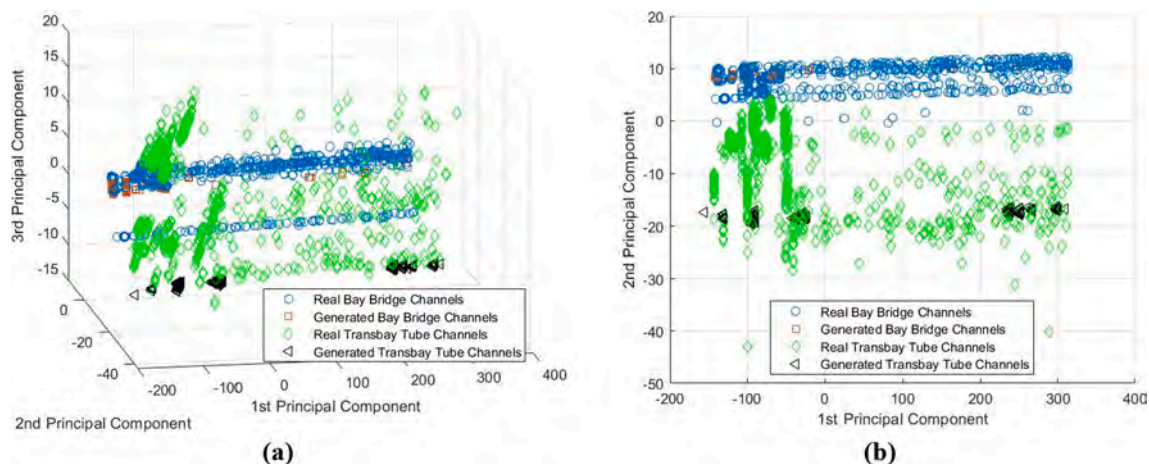 20
15
10
5
0
-5
-10
-15
3rd Principal Component
0
-20
-40
2nd Principal Component
-200
-100
0
100
200
300
400
1st Principal Component
Real Bay Bridge Channels
Generated Bay Bridge Channels
Real Transbay Tube Channels
Generated Transbay Tube Channels
(a)
20
10
0
-10
-20
-30
-40
-50
2nd Principal Component
-200
-100
0
100
200
300
400
1st Principal Component
Real Bay Bridge Channels
Generated Bay Bridge Channels
Real Transbay Tube Channels
Generated Transbay Tube Channels
(b)